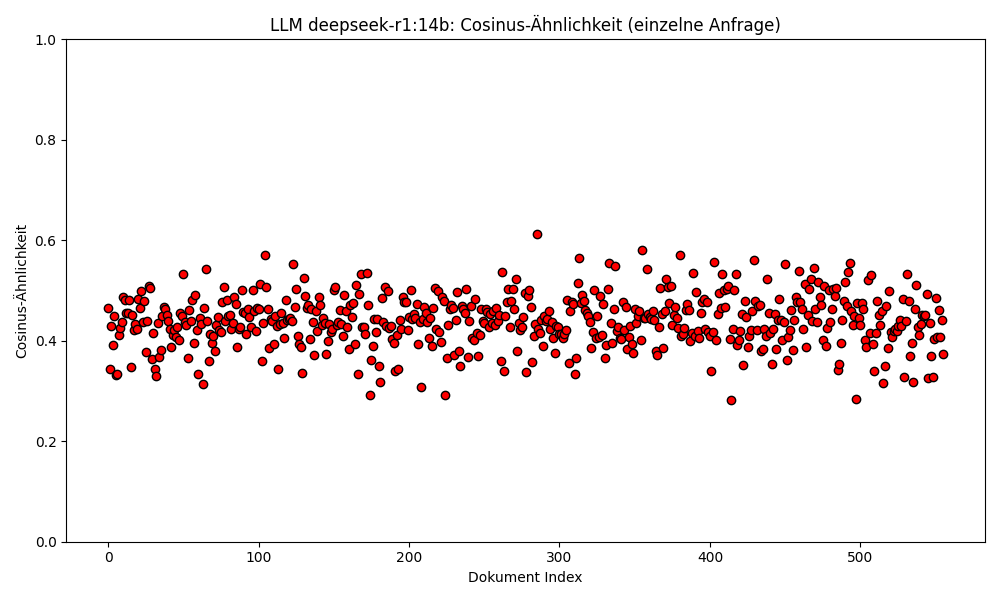 LLM deepseek-r1:14b: Cosinus-Ähnlichkeit (einzelne Anfrage)
1.0
0.8
0.6
0.4
0.2
0.0
Cosinus-Ähnlichkeit
0 100 200 300 400 500
Dokument Index